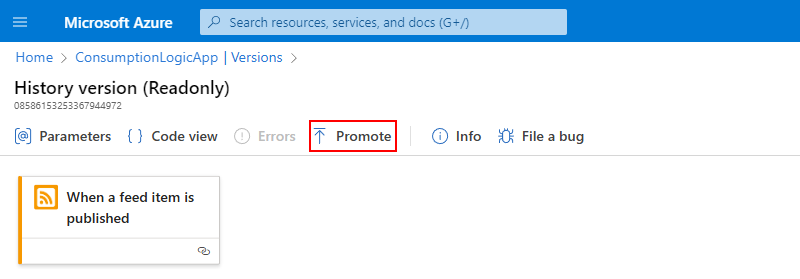 Microsoft Azure
Search resources, services, and docs (G+/)
Home > ConsumptionLogicApp | Versions >
History version (Readonly)
08586153253367944972
[@] Parameters { } Code view Errors Promote Info File a bug
When a feed item is
published